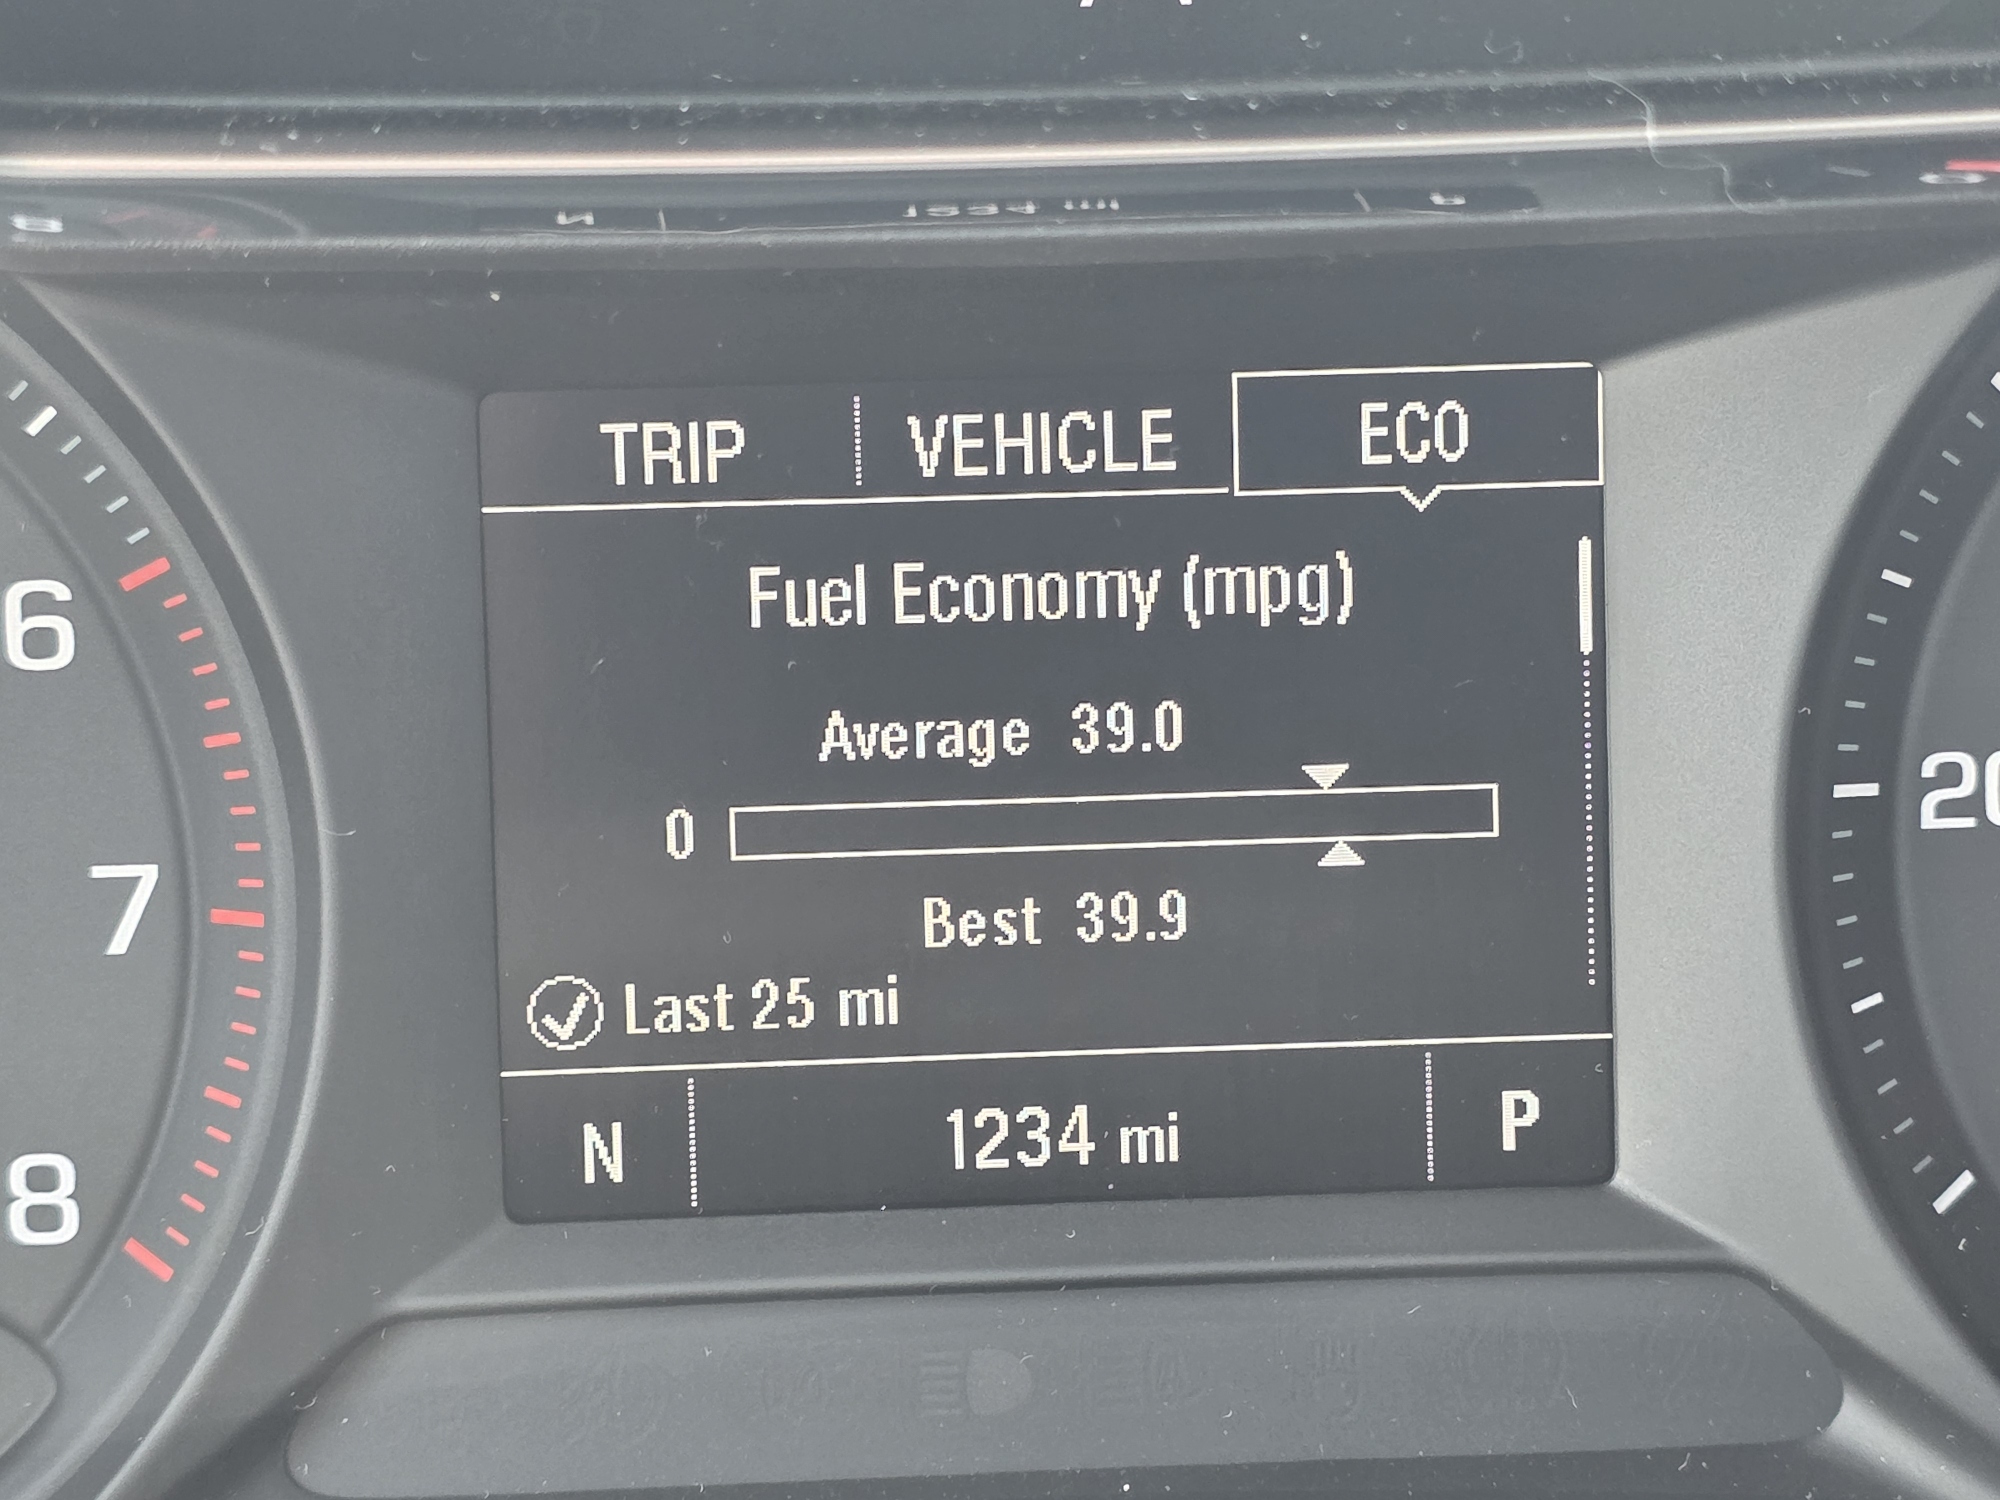 TRIP VEHICLE ECO
Fuel Economy (mpg)
Average 39.0
0
Best 39.9
Last 25 mi
N 1234 mi P
6
7
8
20